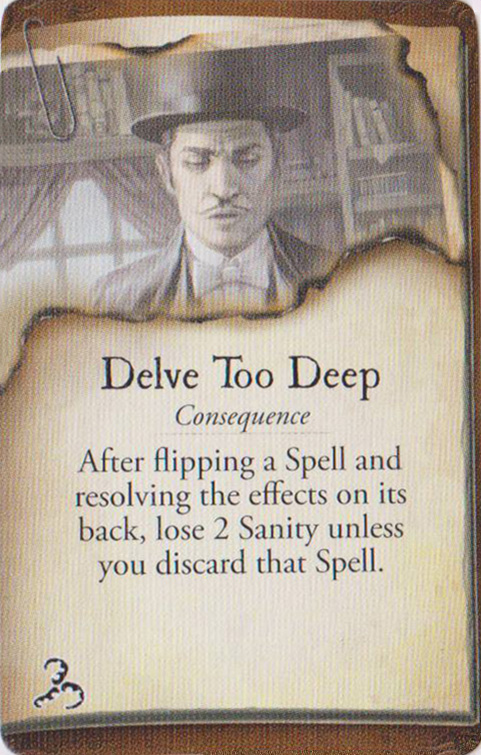 Delve Too Deep
Consequence
After flipping a Spell and
resolving the effects on its
back, lose 2 Sanity unless
you discard that Spell.